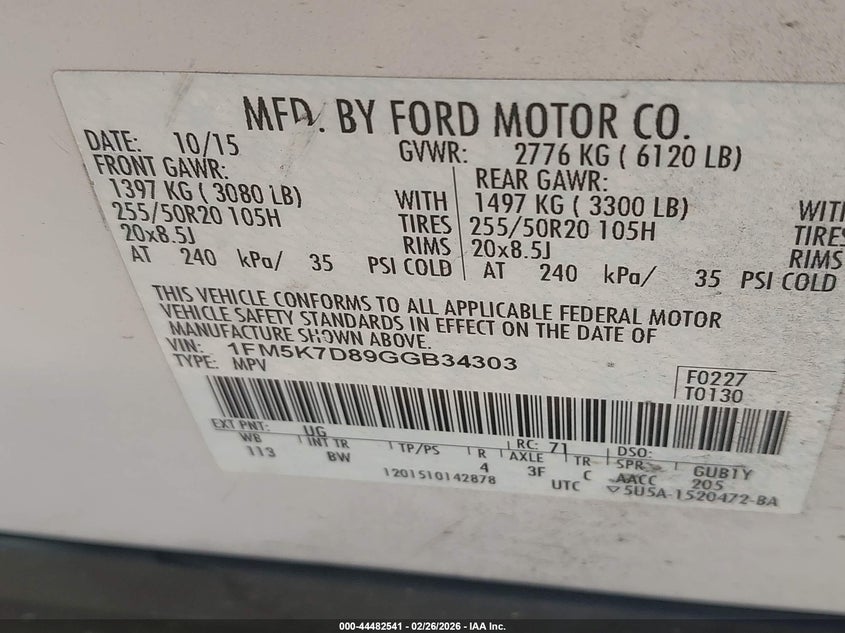 MFD. BY FORD MOTOR CO.
DATE: 10/15 GVWR: 2776 KG ( 6120 LB)
FRONT GAWR: REAR GAWR:
1397 KG ( 3080 LB) WITH 1497 KG ( 3300 LB) WITH
255/50R20 105H TIRES 255/50R20 105H TIRES
20x8.5J RIMS 20x8.5J RIMS
AT 240 kPa/ 35 PSI COLD AT 240 kPa/ 35 PSI COLD
THIS VEHICLE CONFORMS TO ALL APPLICABLE FEDERAL MOTOR
VEHICLE SAFETY STANDARDS IN EFFECT ON THE DATE OF
MANUFACTURE SHOWN ABOVE.
VIN: 1FM5K7D89GGB34303
TYPE: MPV
F0227
T0130
EXT PNT: UG RC: 71 DSO:
WB INT TR TP/PS R AXLE TR SPR GUB1Y
113 BW 4 3F C AACC 205
1201510142878 UTC ▽5U5A-1520472-BA
000-44482541 - 02/26/2026 - IAA Inc.